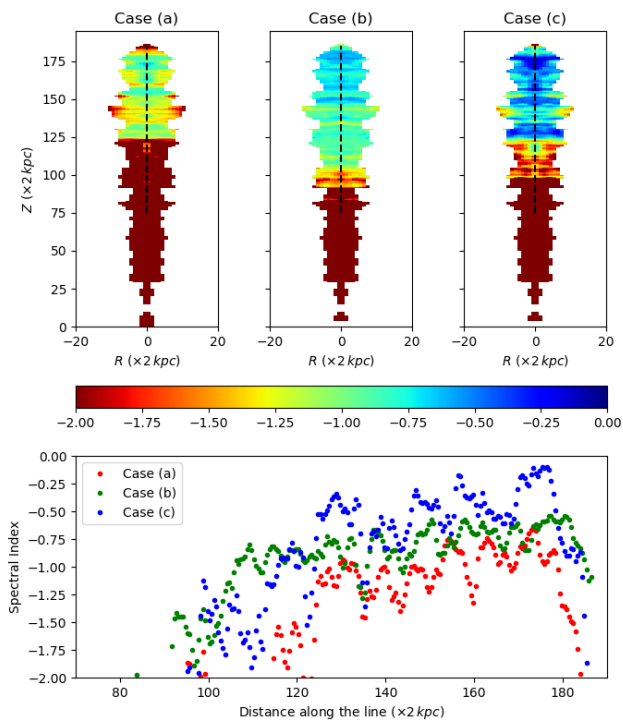 Case (a) Case (b) Case (c)
175
150
125
100
75
50
25
0
Z (×2 kpc)
−20 0 20 −20 0 20 −20 0 20
R (×2 kpc) R (×2 kpc) R (×2 kpc)
−2.00 −1.75 −1.50 −1.25 −1.00 −0.75 −0.50 −0.25 0.00
0.00
−0.25
−0.50
−0.75
−1.00
−1.25
−1.50
−1.75
−2.00
Spectral Index
Case (a)
Case (b)
Case (c)
80 100 120 140 160 180
Distance along the line (×2 kpc)